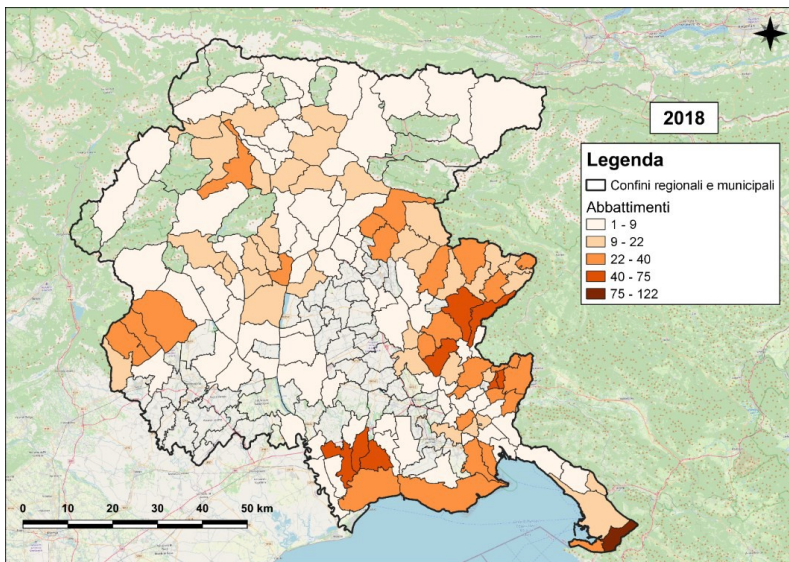 2018
Legenda
Confini regionali e municipali
Abbattimenti
1 - 9
9 - 22
22 - 40
40 - 75
75 - 122
0 10 20 30 40 50 km